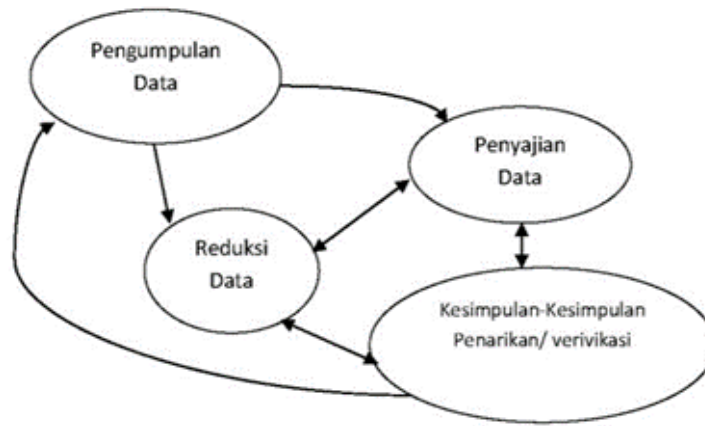 Pengumpulan
Data
Penyajian
Data
Reduksi
Data
Kesimpulan-Kesimpulan
Penarikan/ verivikasi